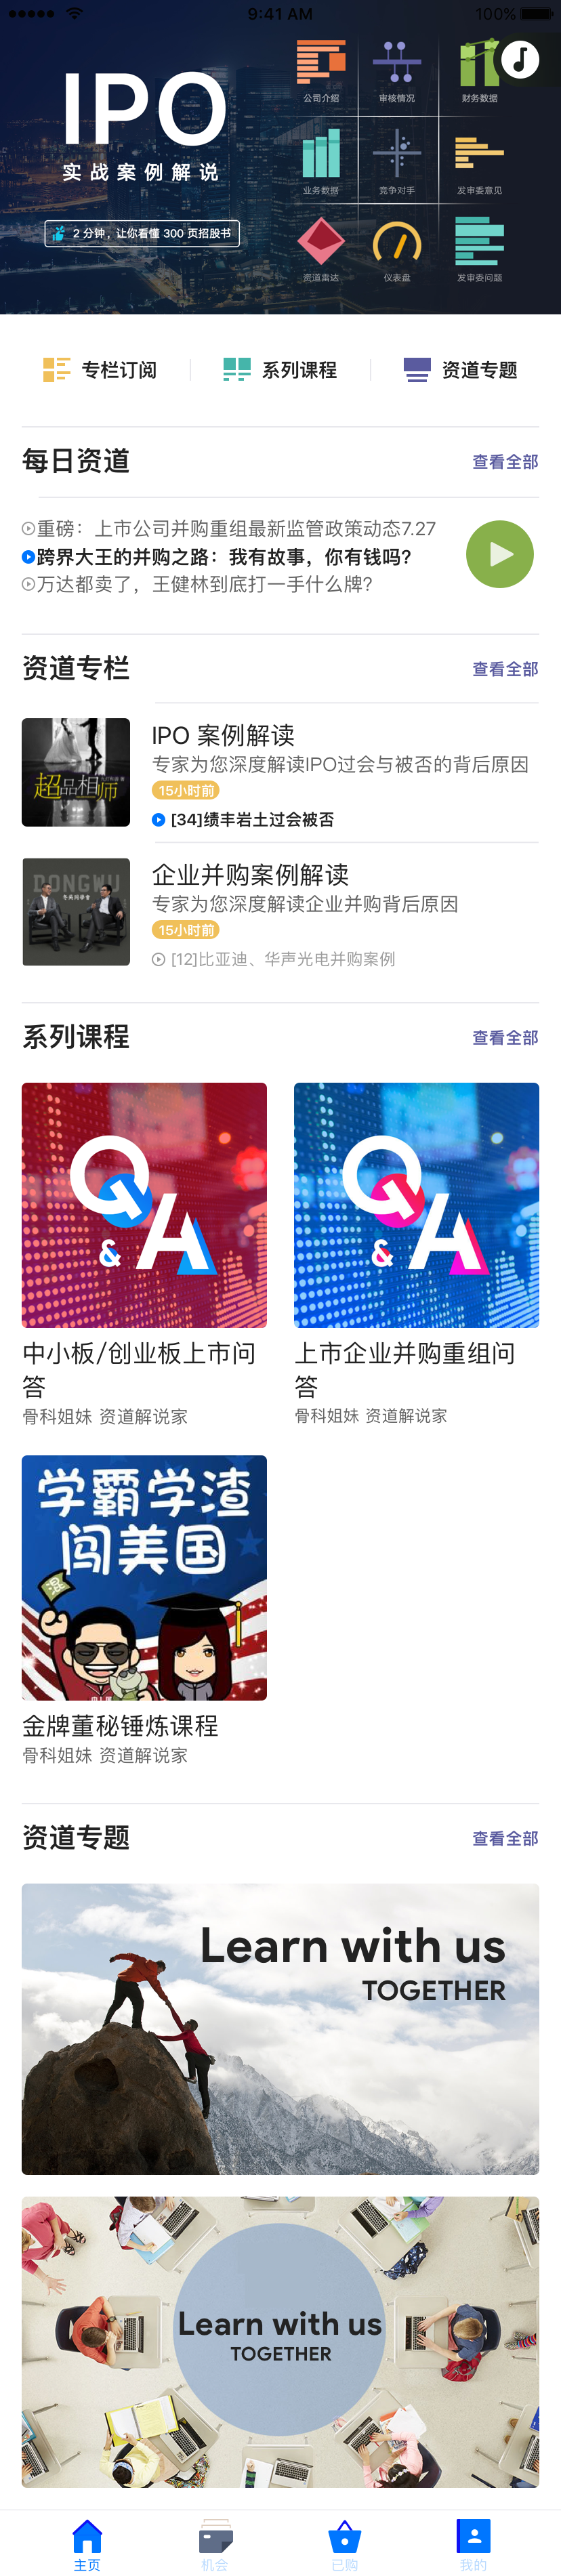 9:41 AM
100%
IPO
实战案例解说
2 分钟，让你看懂 300 页招股书
公司介绍
审核情况
财务数据
业务数据
竞争对手
发审委意见
资道雷达
仪表盘
发审委问题
专栏订阅
系列课程
资道专题
每日资道
查看全部
重磅：上市公司并购重组最新监管政策动态7.27
跨界大王的并购之路：我有故事，你有钱吗?
万达都卖了，王健林到底打一手什么牌?
资道专栏
查看全部
超品相师
IPO 案例解读
专家为您深度解读IPO过会与被否的背后原因
15小时前
[34]绩丰岩土过会被否
DONGWU
企业并购案例解读
专家为您深度解读企业并购背后原因
15小时前
[12]比亚迪、华声光电并购案例
系列课程
查看全部
Q&A
Q&A
中小板/创业板上市问
答
骨科姐妹 资道解说家
上市企业并购重组问
答
骨科姐妹 资道解说家
学霸学渣
闯美国
混
金牌董秘锤炼课程
骨科姐妹 资道解说家
资道专题
查看全部
Learn with us
TOGETHER
Learn with us
TOGETHER
主页
机会
已购
我的